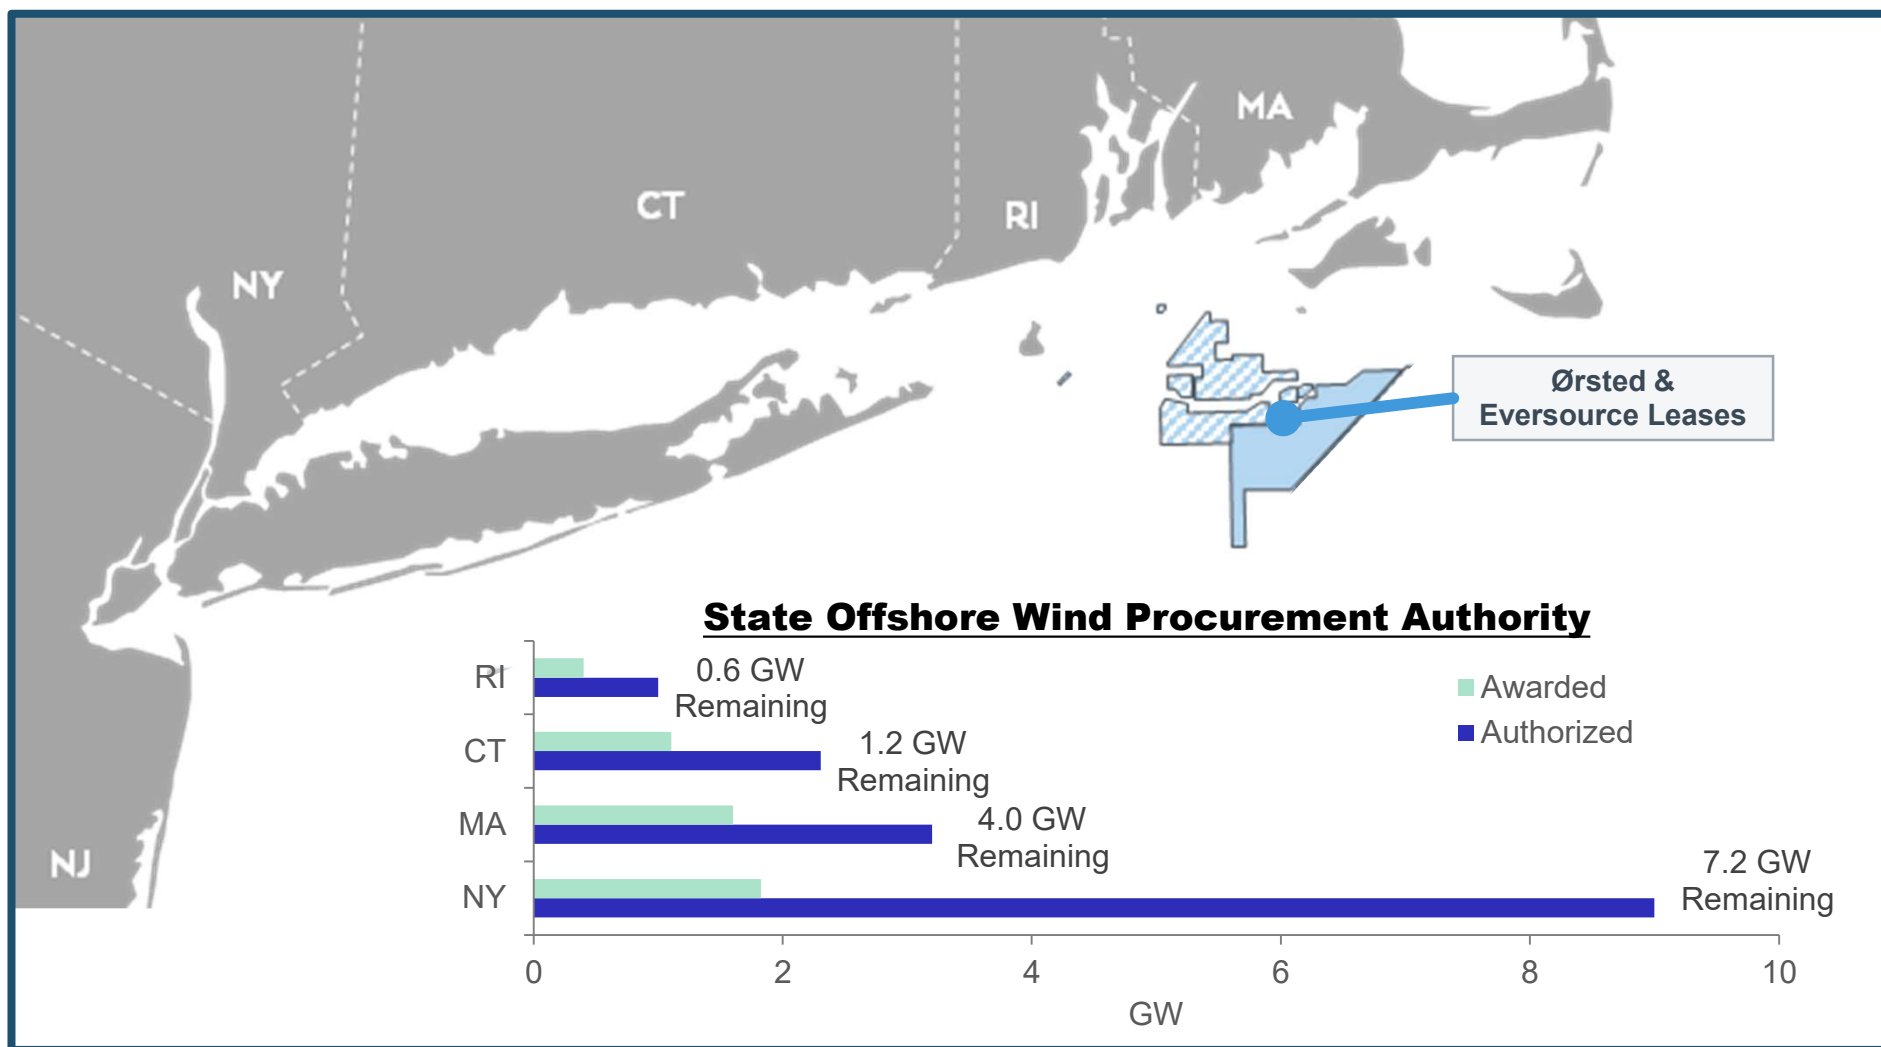 MA
CT
RI
NY
Ørsted &
Eversource Leases
State Offshore Wind Procurement Authority
RI
0.6 GW
Remaining
Awarded
Authorized
CT
1.2 GW
Remaining
MA
4.0 GW
Remaining
NJ
NY
7.2 GW
Remaining
0 2 4 6 8 10
GW